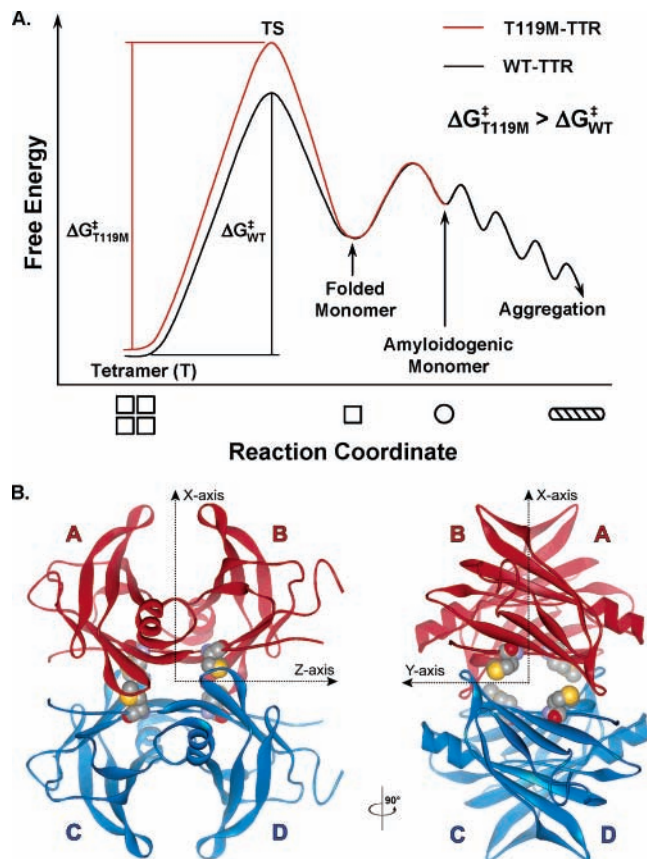 A.
TS
T119M-TTR
WT-TTR
ΔG‡T119M > ΔG‡WT
Free Energy
ΔG‡T119M
ΔG‡WT
Folded
Monomer
Amyloidogenic
Monomer
Aggregation
Tetramer (T)
Reaction Coordinate
B.
X-axis
A
B
Z-axis
C
D
X-axis
B
A
Y-axis
90°
C
D